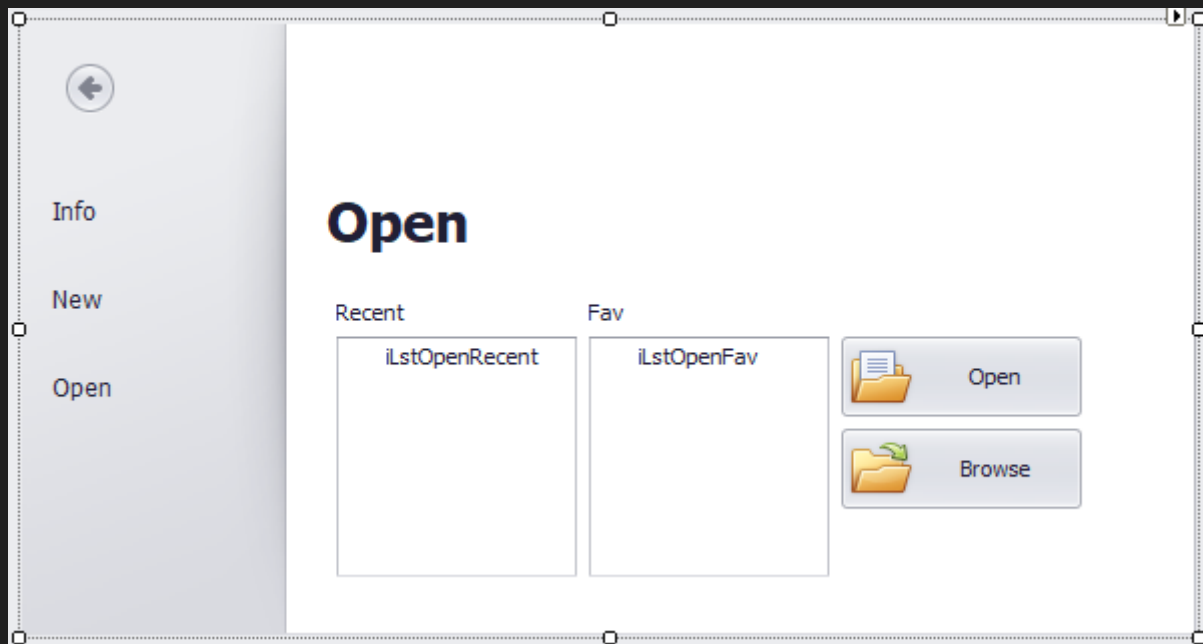 Info
New
Open
Open
Recent
Fav
iLstOpenRecent
iLstOpenFav
Open
Browse